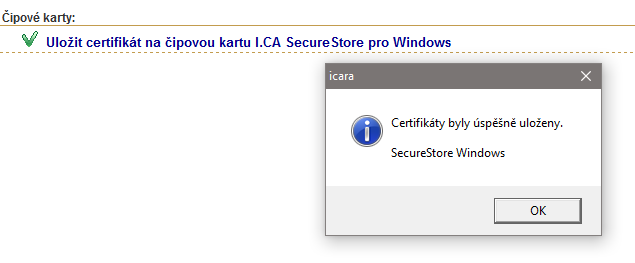 Čipové karty:
Uložit certifikát na čipovou kartu I.CA SecureStore pro Windows
icara
Certifikáty byly úspěšně uloženy.
SecureStore Windows
OK